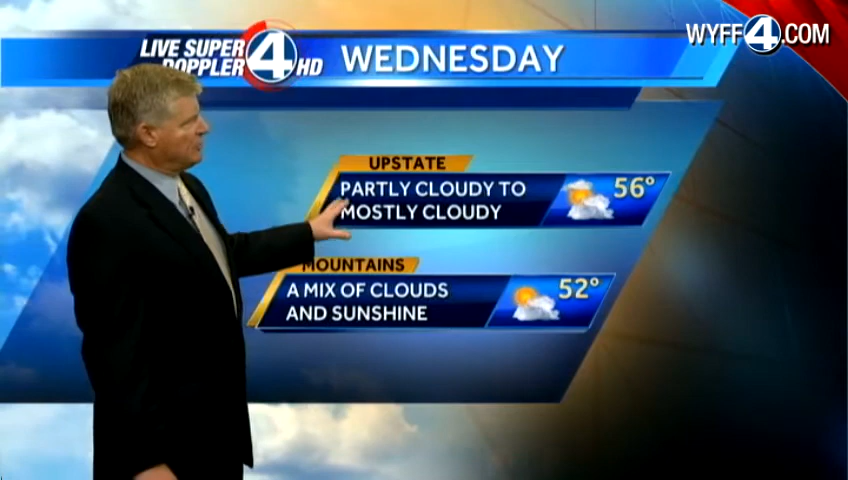 WYFF4.COM
LIVE SUPER
DOPPLER 4 HD
WEDNESDAY
UPSTATE
PARTLY CLOUDY TO
MOSTLY CLOUDY
56°
MOUNTAINS
A MIX OF CLOUDS
AND SUNSHINE
52°